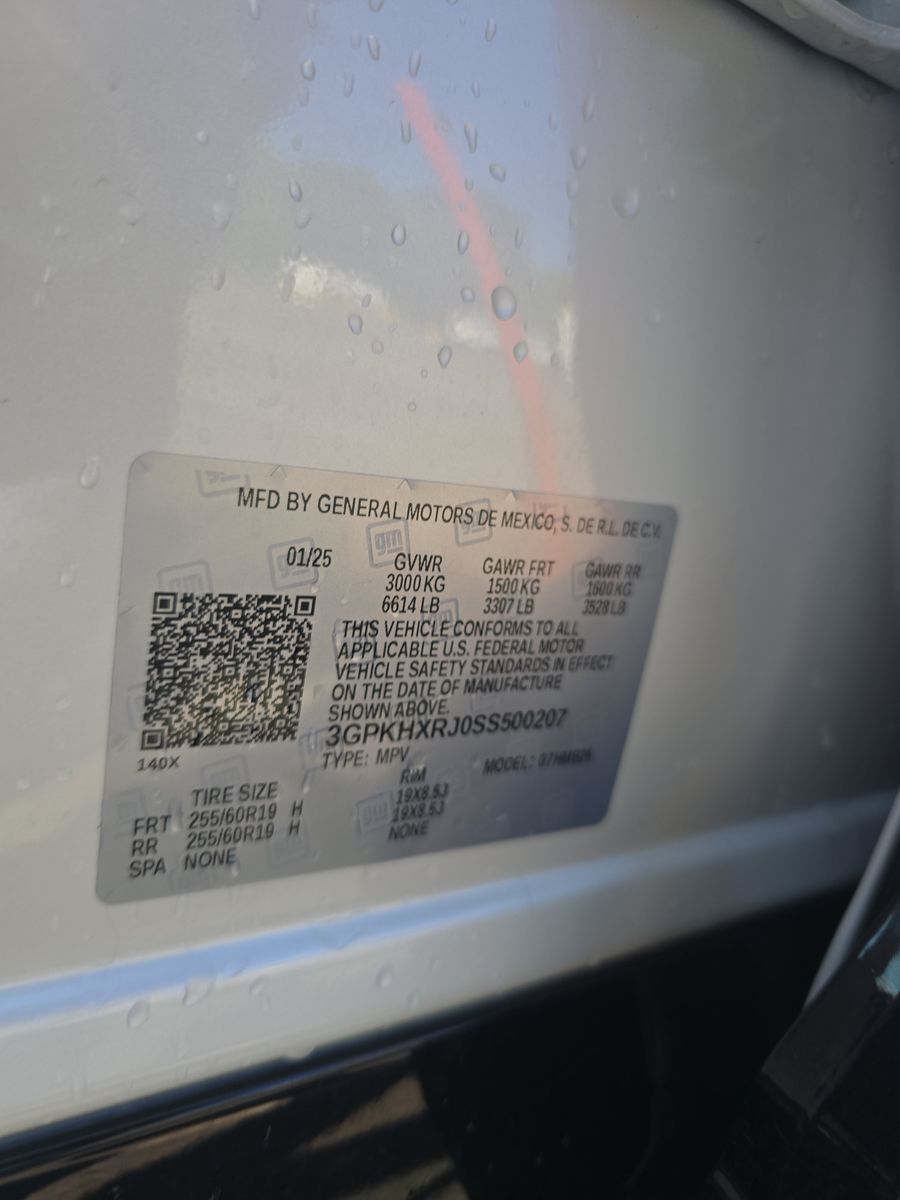 MFD BY GENERAL MOTORS DE MEXICO, S. DE R.L. DE C.V.
01/25 GVWR GAWR FRT GAWR RR
3000 KG 1500 KG 1600 KG
6614 LB 3307 LB 3528 LB
THIS VEHICLE CONFORMS TO ALL
APPLICABLE U.S. FEDERAL MOTOR
VEHICLE SAFETY STANDARDS IN EFFECT
ON THE DATE OF MANUFACTURE
SHOWN ABOVE.
3GPKHXRJ0SS500207
140X
TYPE: MPV MODEL:
TIRE SIZE RIM
FRT 255/60R19 H 19X8.5J
RR 255/60R19 H 19X8.5J
SPA NONE NONE
gm